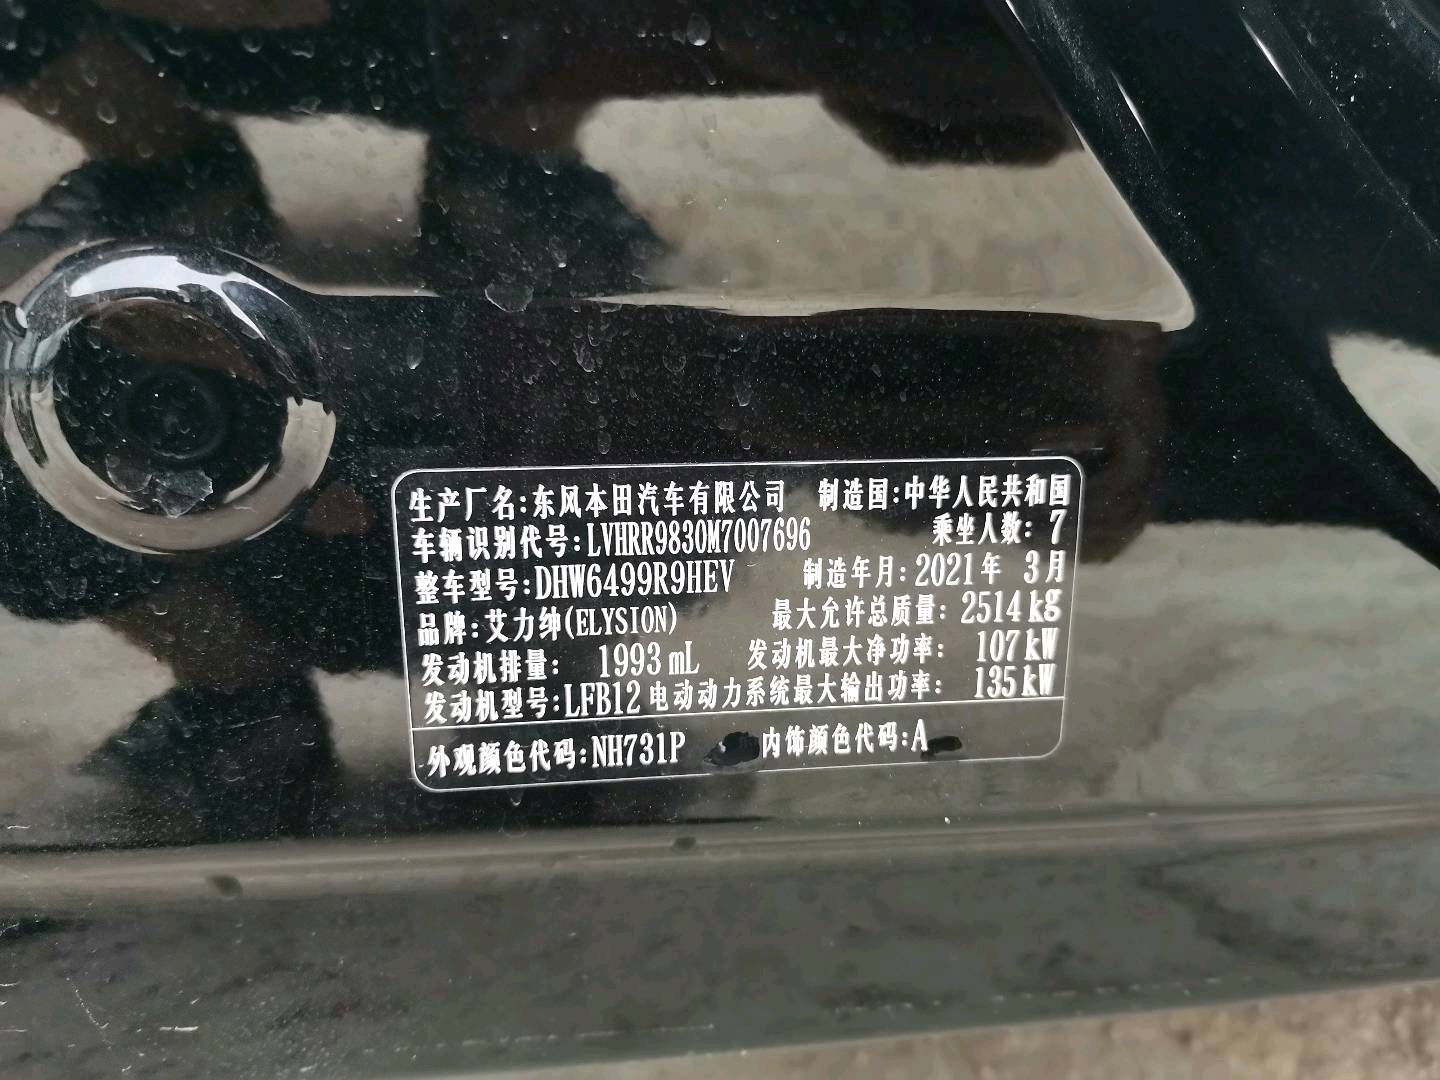 生产厂名:东风本田汽车有限公司 制造国:中华人民共和国
车辆识别代号:LVHRR9830M7007696 乘坐人数: 7
整车型号:DHW6499R9HEV 制造年月:2021年 3月
品牌:艾力绅(ELYSION) 最大允许总质量: 2514kg
发动机排量: 1993 mL 发动机最大净功率: 107kW
发动机型号:LFB12 电动动力系统最大输出功率: 135kW
外观颜色代码:NH731P 内饰颜色代码:A